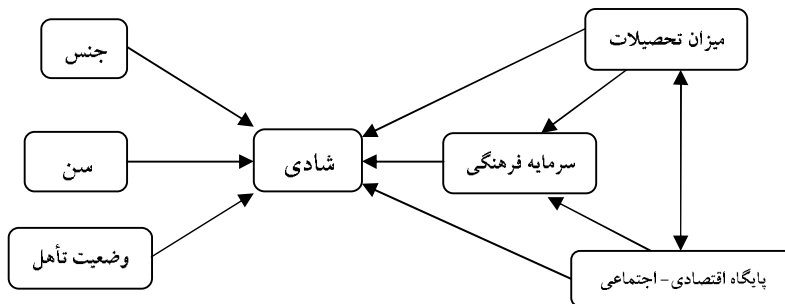 میزان تحصیلات
جنس
شادی
سرمایه فرهنگی
سن
وضعیت تأهل
پایگاه اقتصادی - اجتماعی